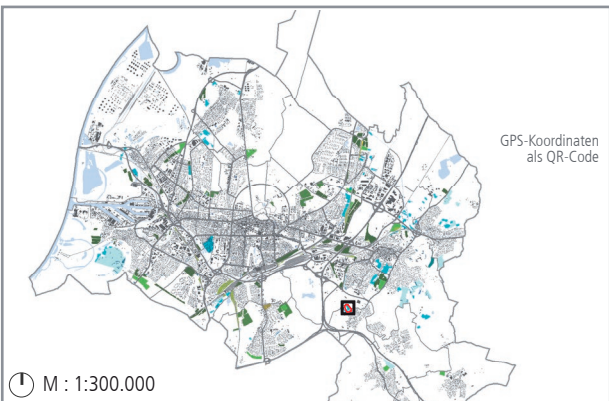 GPS-Koordinaten
als QR-Code
M : 1:300.000